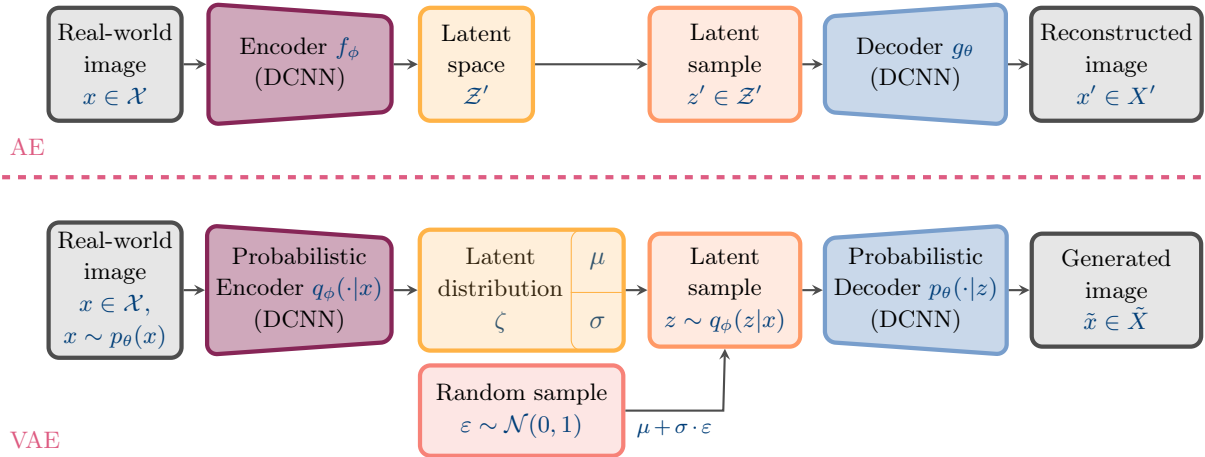 Real-world
image
x ∈ 𝒳
Encoder f_ϕ
(DCNN)
Latent
space
𝒵′
Latent
sample
z′ ∈ 𝒵′
Decoder g_θ
(DCNN)
Reconstructed
image
x′ ∈ X′
AE
Real-world
image
x ∈ 𝒳,
x ∼ p_θ(x)
Probabilistic
Encoder q_ϕ(·|x)
(DCNN)
Latent
distribution
ζ
μ
σ
Latent
sample
z ∼ q_ϕ(z|x)
Probabilistic
Decoder p_θ(·|z)
(DCNN)
Generated
image
x̃ ∈ X̃
Random sample
ε ∼ 𝒩(0, 1)
μ + σ · ε
VAE